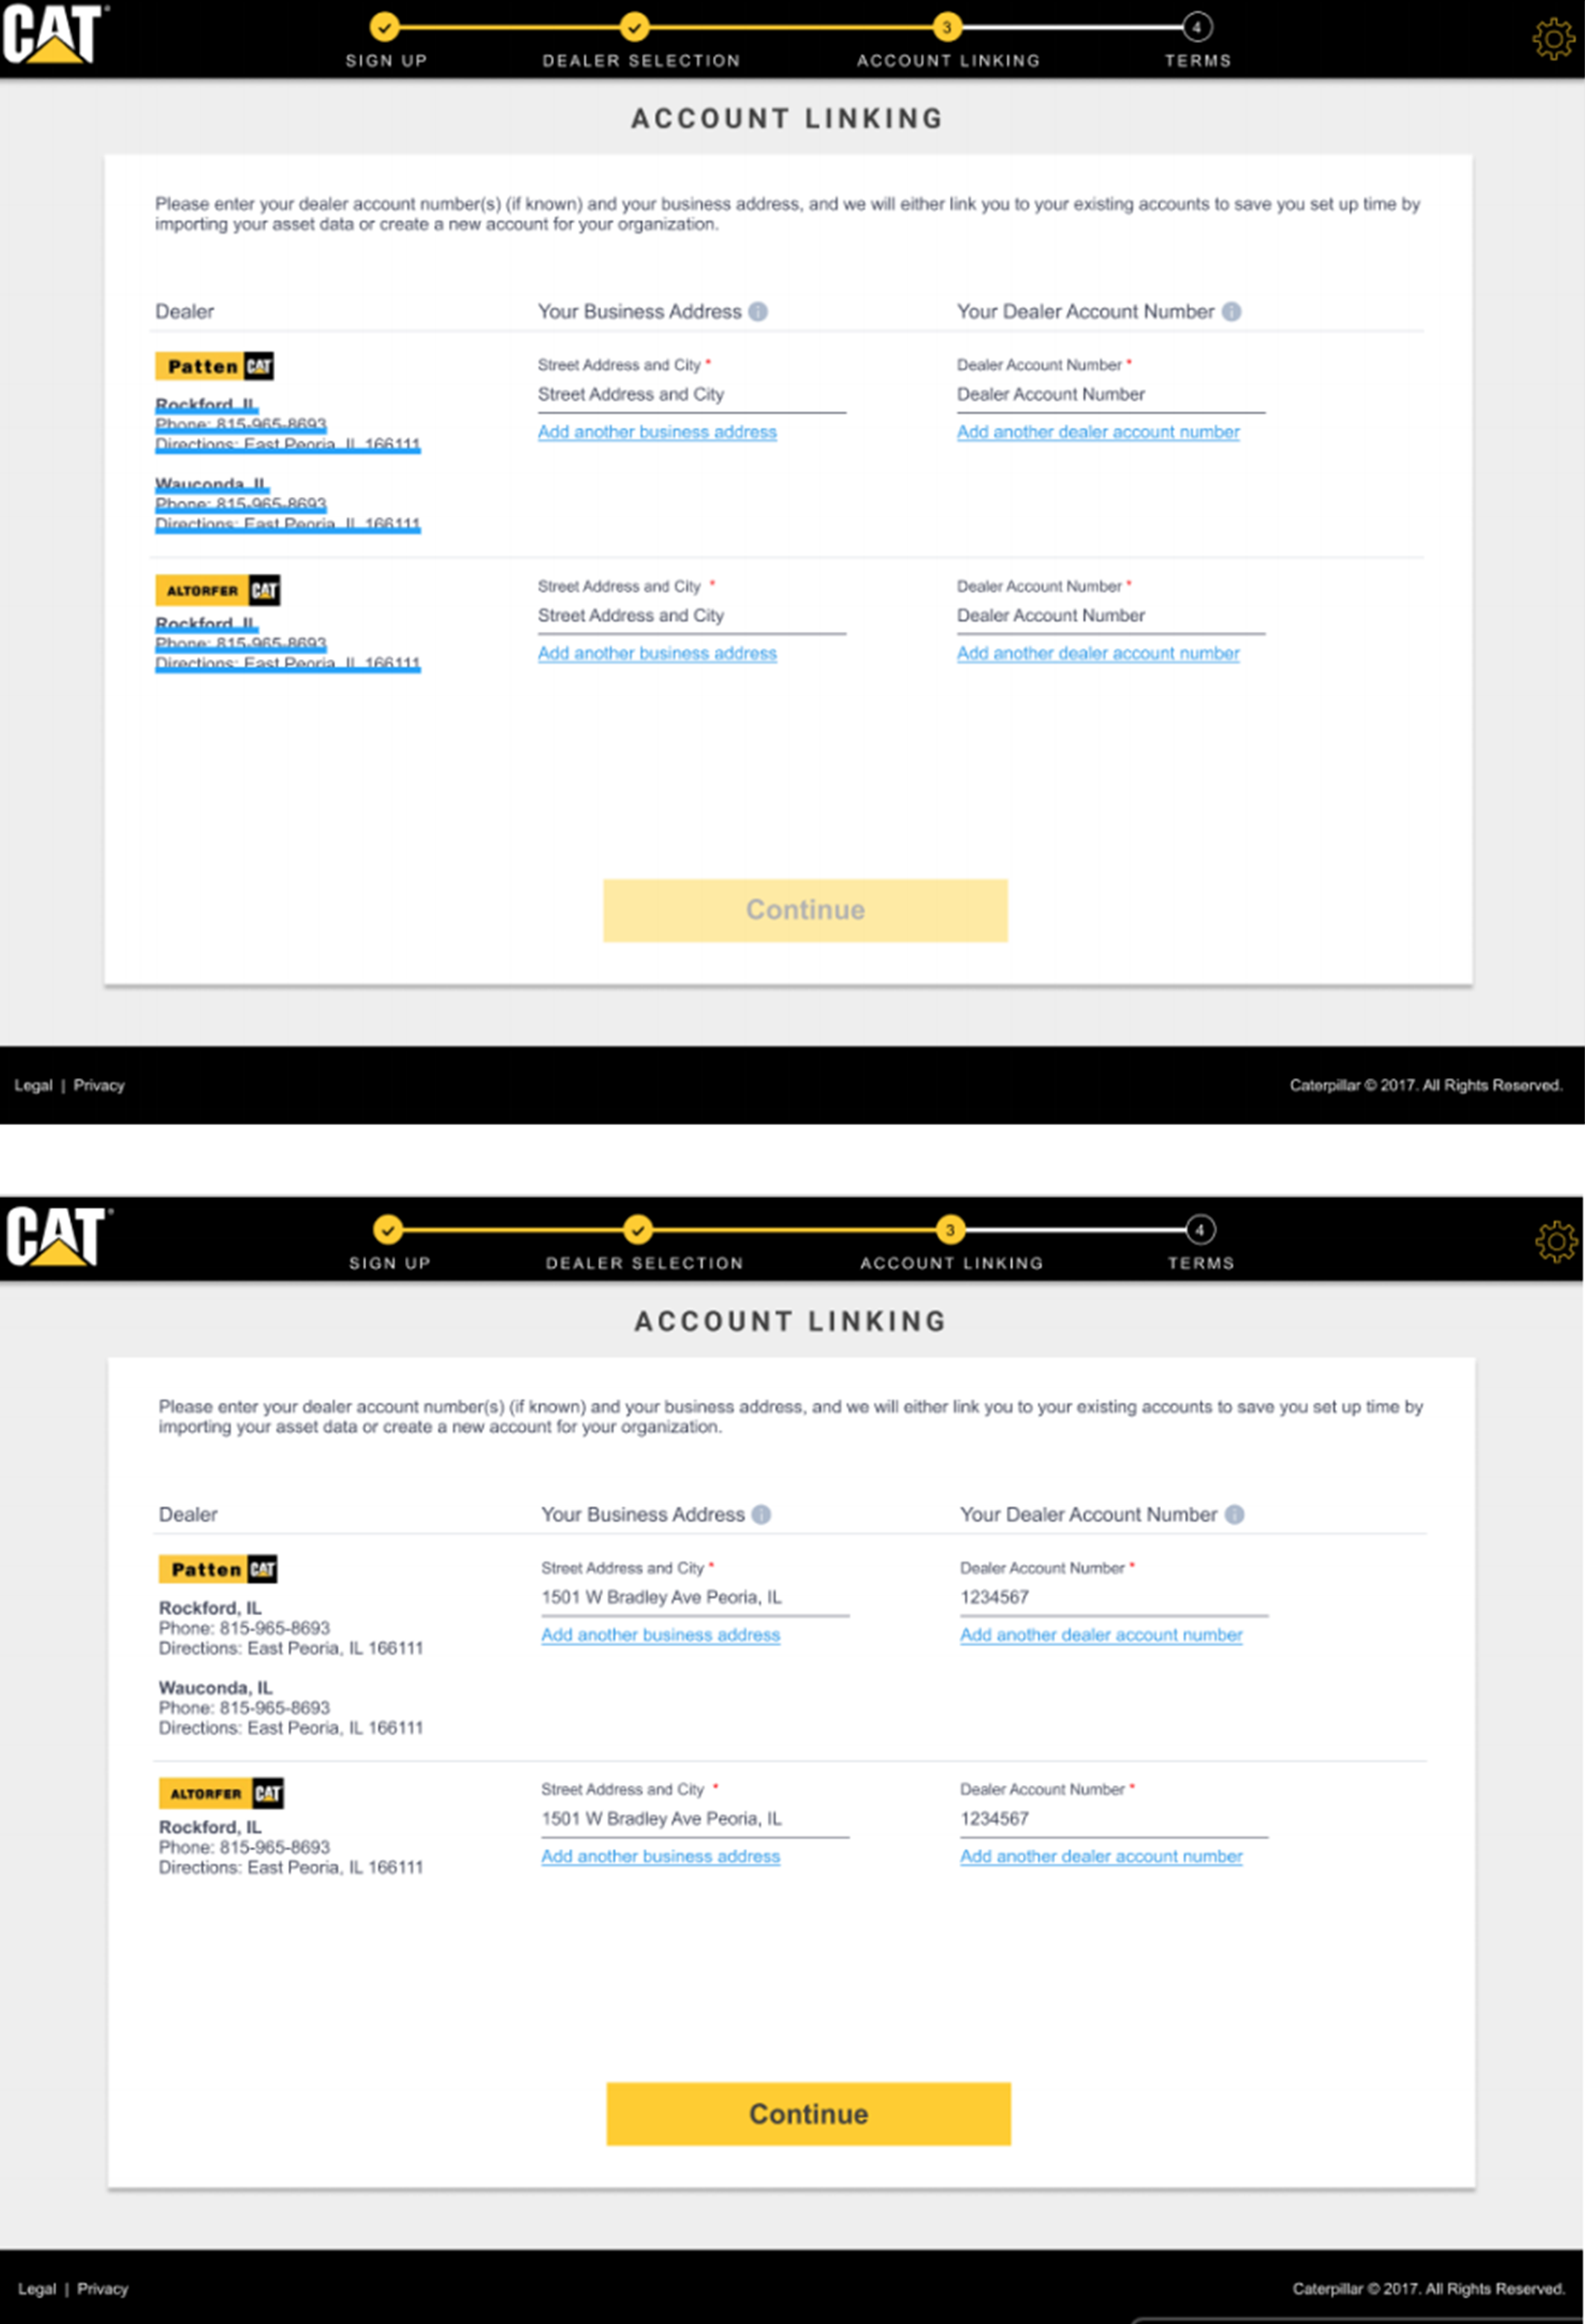 CAT
✓ ✓ 3 4
SIGN UP DEALER SELECTION ACCOUNT LINKING TERMS
ACCOUNT LINKING
Please enter your dealer account number(s) (if known) and your business address, and we will either link you to your existing accounts to save you set up time by
importing your asset data or create a new account for your organization.
Dealer Your Business Address i Your Dealer Account Number i
Patten CAT
Street Address and City * Dealer Account Number *
Street Address and City Dealer Account Number
Rockford, IL
Phone: 815-965-8693
Add another business address Add another dealer account number
Directions: East Peoria, IL 166111
Wauconda, IL
Phone: 815-965-8693
Directions: East Peoria, IL 166111
ALTORFER CAT
Street Address and City * Dealer Account Number *
Street Address and City Dealer Account Number
Rockford, IL
Phone: 815-965-8693
Add another business address Add another dealer account number
Directions: East Peoria, IL 166111
Continue
Legal | Privacy Caterpillar © 2017. All Rights Reserved.
CAT
✓ ✓ 3 4
SIGN UP DEALER SELECTION ACCOUNT LINKING TERMS
ACCOUNT LINKING
Please enter your dealer account number(s) (if known) and your business address, and we will either link you to your existing accounts to save you set up time by
importing your asset data or create a new account for your organization.
Dealer Your Business Address i Your Dealer Account Number i
Patten CAT
Street Address and City * Dealer Account Number *
1501 W Bradley Ave Peoria, IL 1234567
Rockford, IL
Phone: 815-965-8693
Add another business address Add another dealer account number
Directions: East Peoria, IL 166111
Wauconda, IL
Phone: 815-965-8693
Directions: East Peoria, IL 166111
ALTORFER CAT
Street Address and City * Dealer Account Number *
1501 W Bradley Ave Peoria, IL 1234567
Rockford, IL
Phone: 815-965-8693
Add another business address Add another dealer account number
Directions: East Peoria, IL 166111
Continue
Legal | Privacy Caterpillar © 2017. All Rights Reserved.